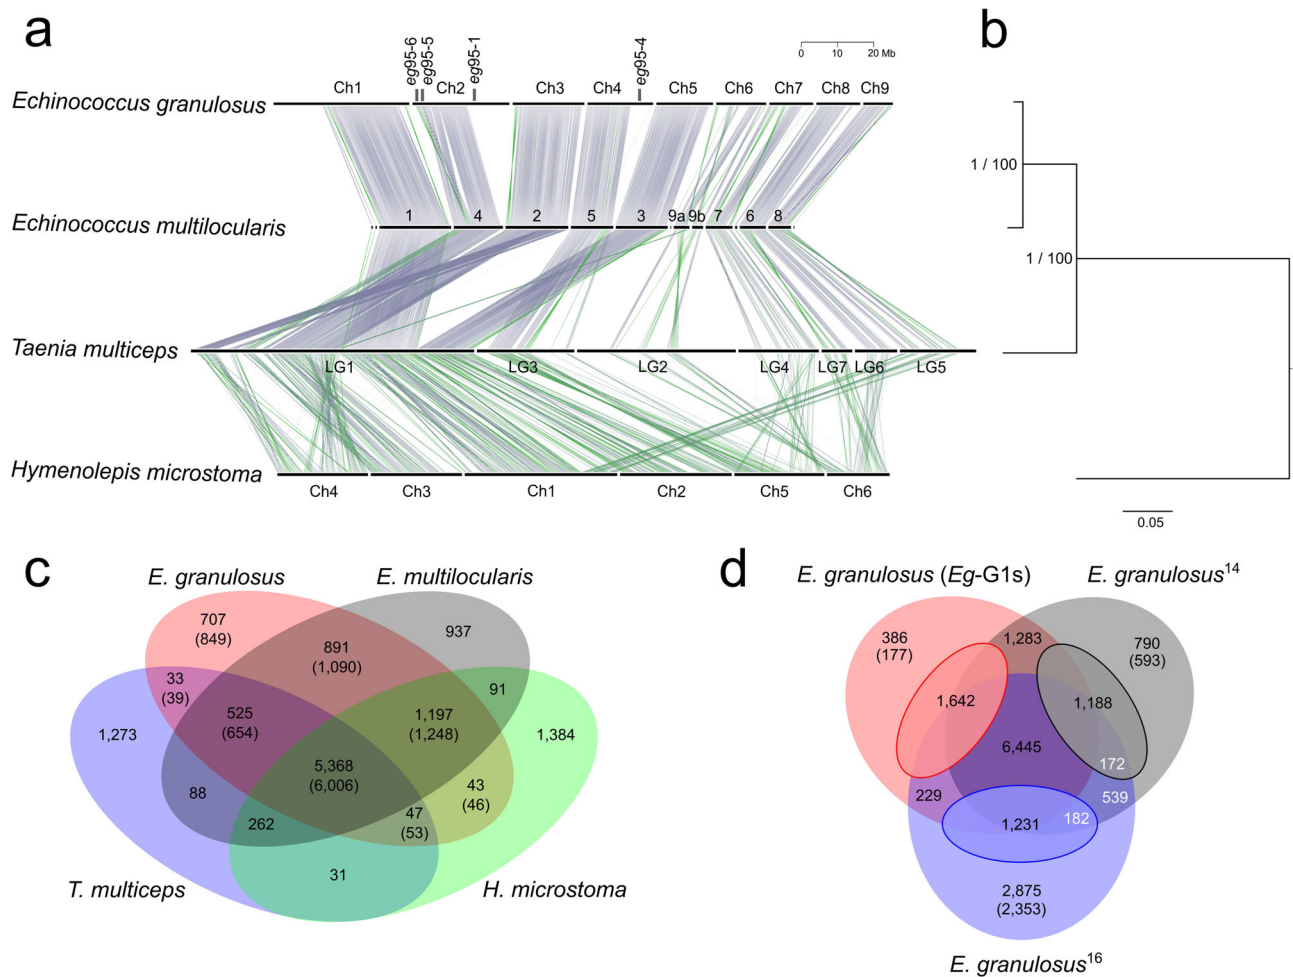 a
b
eg95-6
eg95-5
eg95-1
eg95-4
0 10 20 Mb
Ch1 Ch2 Ch3 Ch4 Ch5 Ch6 Ch7 Ch8 Ch9
Echinococcus granulosus
1 / 100
1 4 2 5 3 9a 9b 7 6 8
Echinococcus multilocularis
1 / 100
Taenia multiceps
LG1 LG3 LG2 LG4 LG7 LG6 LG5
Hymenolepis microstoma
Ch4 Ch3 Ch1 Ch2 Ch5 Ch6
0.05
c
E. granulosus
E. multilocularis
707
(849)
891
(1,090)
937
33
(39)
525
(654)
1,197
(1,248)
91
1,273
1,384
5,368
(6,006)
88
262
47
(53)
43
(46)
31
T. multiceps
H. microstoma
d
E. granulosus (Eg-G1s)
E. granulosus14
386
(177)
1,283
790
(593)
1,642
1,188
6,445
172
229
539
182
1,231
2,875
(2,353)
E. granulosus16